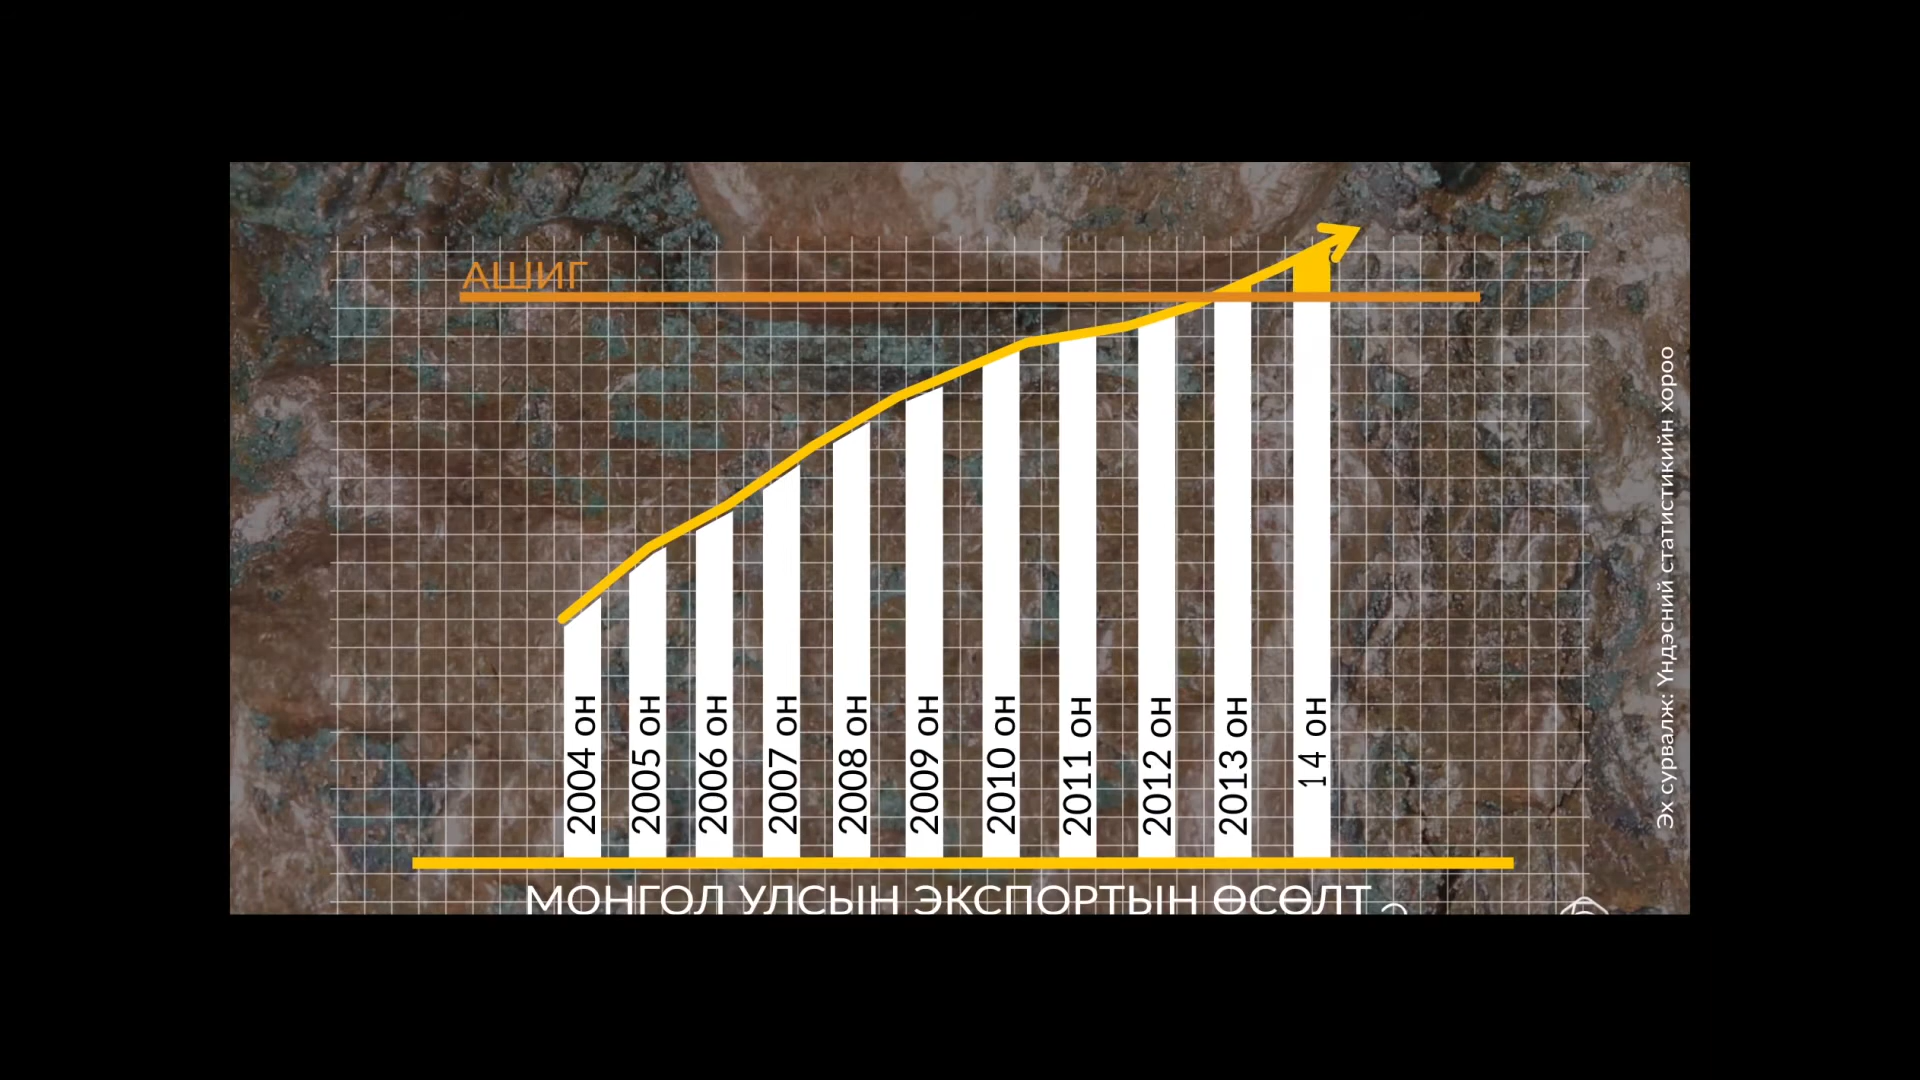 АШИГ
2004 он
2005 он
2006 он
2007 он
2008 он
2009 он
2010 он
2011 он
2012 он
2013 он
14 он
МОНГОЛ УЛСЫН ЭКСПОРТЫН ӨСӨЛТ
Эх сурвалж: Үндэсний статистикийн хороо